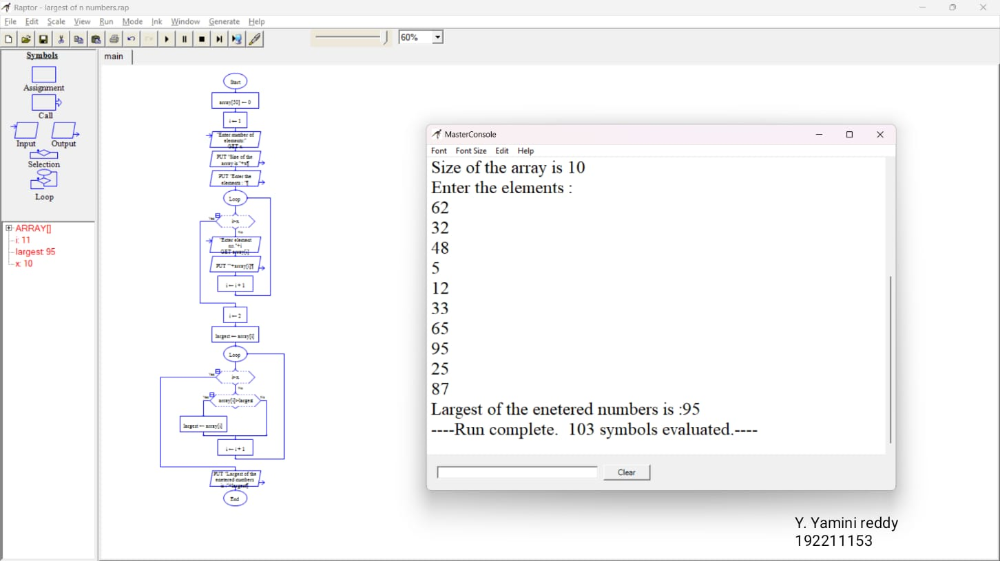 Raptor - largest of n numbers.rap
File Edit Scale View Run Mode Ink Window Generate Help
60%
Symbols
Assignment
Call
Input Output
Selection
Loop
ARRAY[]
i: 11
largest: 95
x: 10
main
Start
array[50] ← 0
i ← 1
"Enter number of
elements:"
GET x
PUT "Size of the
array is "+x¶
PUT "Enter the
elements : "¶
Loop
Yes
i>x
No
"Enter element
no."+i
GET array[i]
PUT ""+array[i]¶
i ← i + 1
i ← 2
largest ← array[i]
Loop
Yes
i>x
No
Yes
array[i]>largest
No
largest ← array[i]
i ← i + 1
PUT "Largest of the
enetered numbers
is :"+largest¶
End
MasterConsole
Font Font Size Edit Help
Size of the array is 10
Enter the elements :
62
32
48
5
12
33
65
95
25
87
Largest of the enetered numbers is :95
----Run complete.  103 symbols evaluated.----
Clear
Y. Yamini reddy
192211153